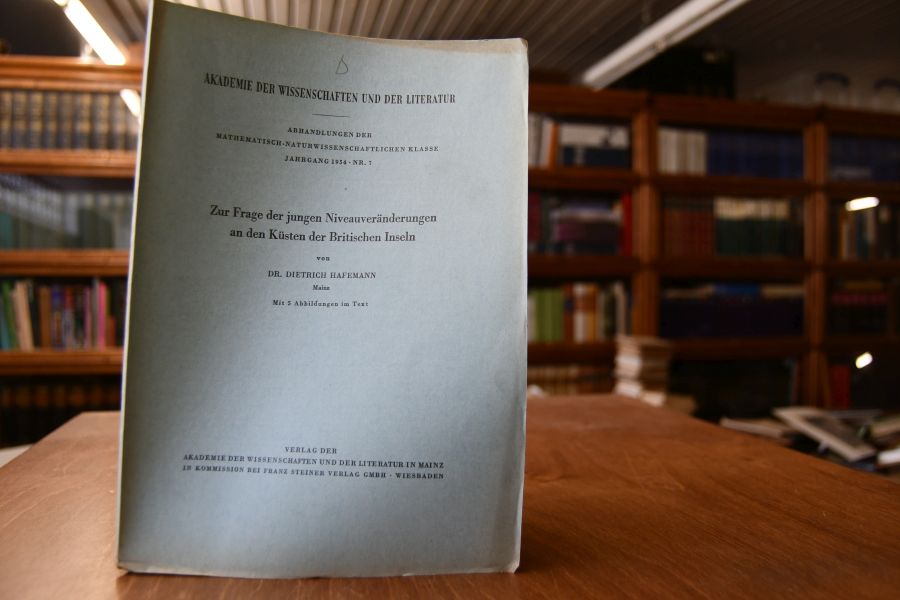 AKADEMIE DER WISSENSCHAFTEN UND DER LITERATUR
ABHANDLUNGEN DER
MATHEMATISCH-NATURWISSENSCHAFTLICHEN KLASSE
JAHRGANG 1954 · NR. 7
Zur Frage der jungen Niveauveränderungen
an den Küsten der Britischen Inseln
von
DR. DIETRICH HAFEMANN
Mainz
Mit 5 Abbildungen im Text
VERLAG DER
AKADEMIE DER WISSENSCHAFTEN UND DER LITERATUR IN MAINZ
IN KOMMISSION BEI FRANZ STEINER VERLAG GMBH · WIESBADEN